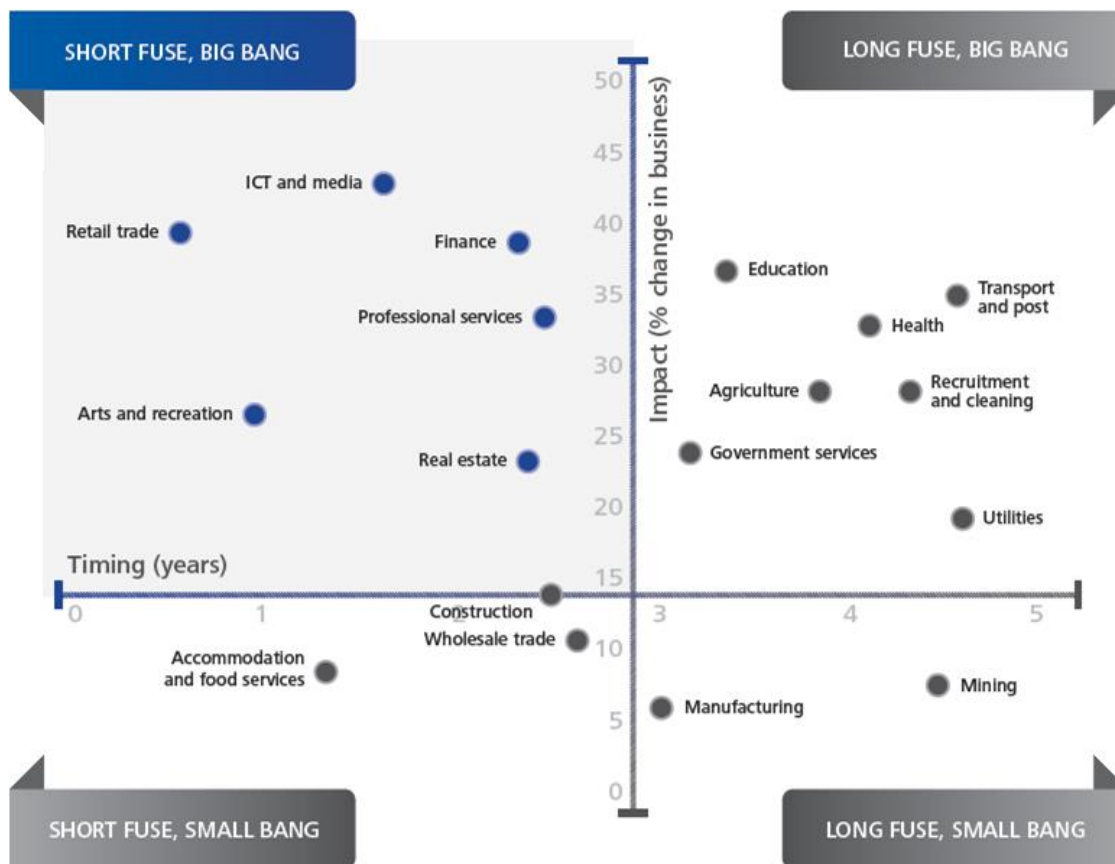 SHORT FUSE, BIG BANG
LONG FUSE, BIG BANG
50
45
40
35
30
25
20
15
10
5
0
Impact (% change in business)
ICT and media
Retail trade
Finance
Professional services
Arts and recreation
Real estate
Education
Transport
and post
Health
Agriculture
Recruitment
and cleaning
Government services
Utilities
Timing (years)
0
1
2
3
4
5
Construction
Wholesale trade
Accommodation
and food services
Manufacturing
Mining
SHORT FUSE, SMALL BANG
LONG FUSE, SMALL BANG